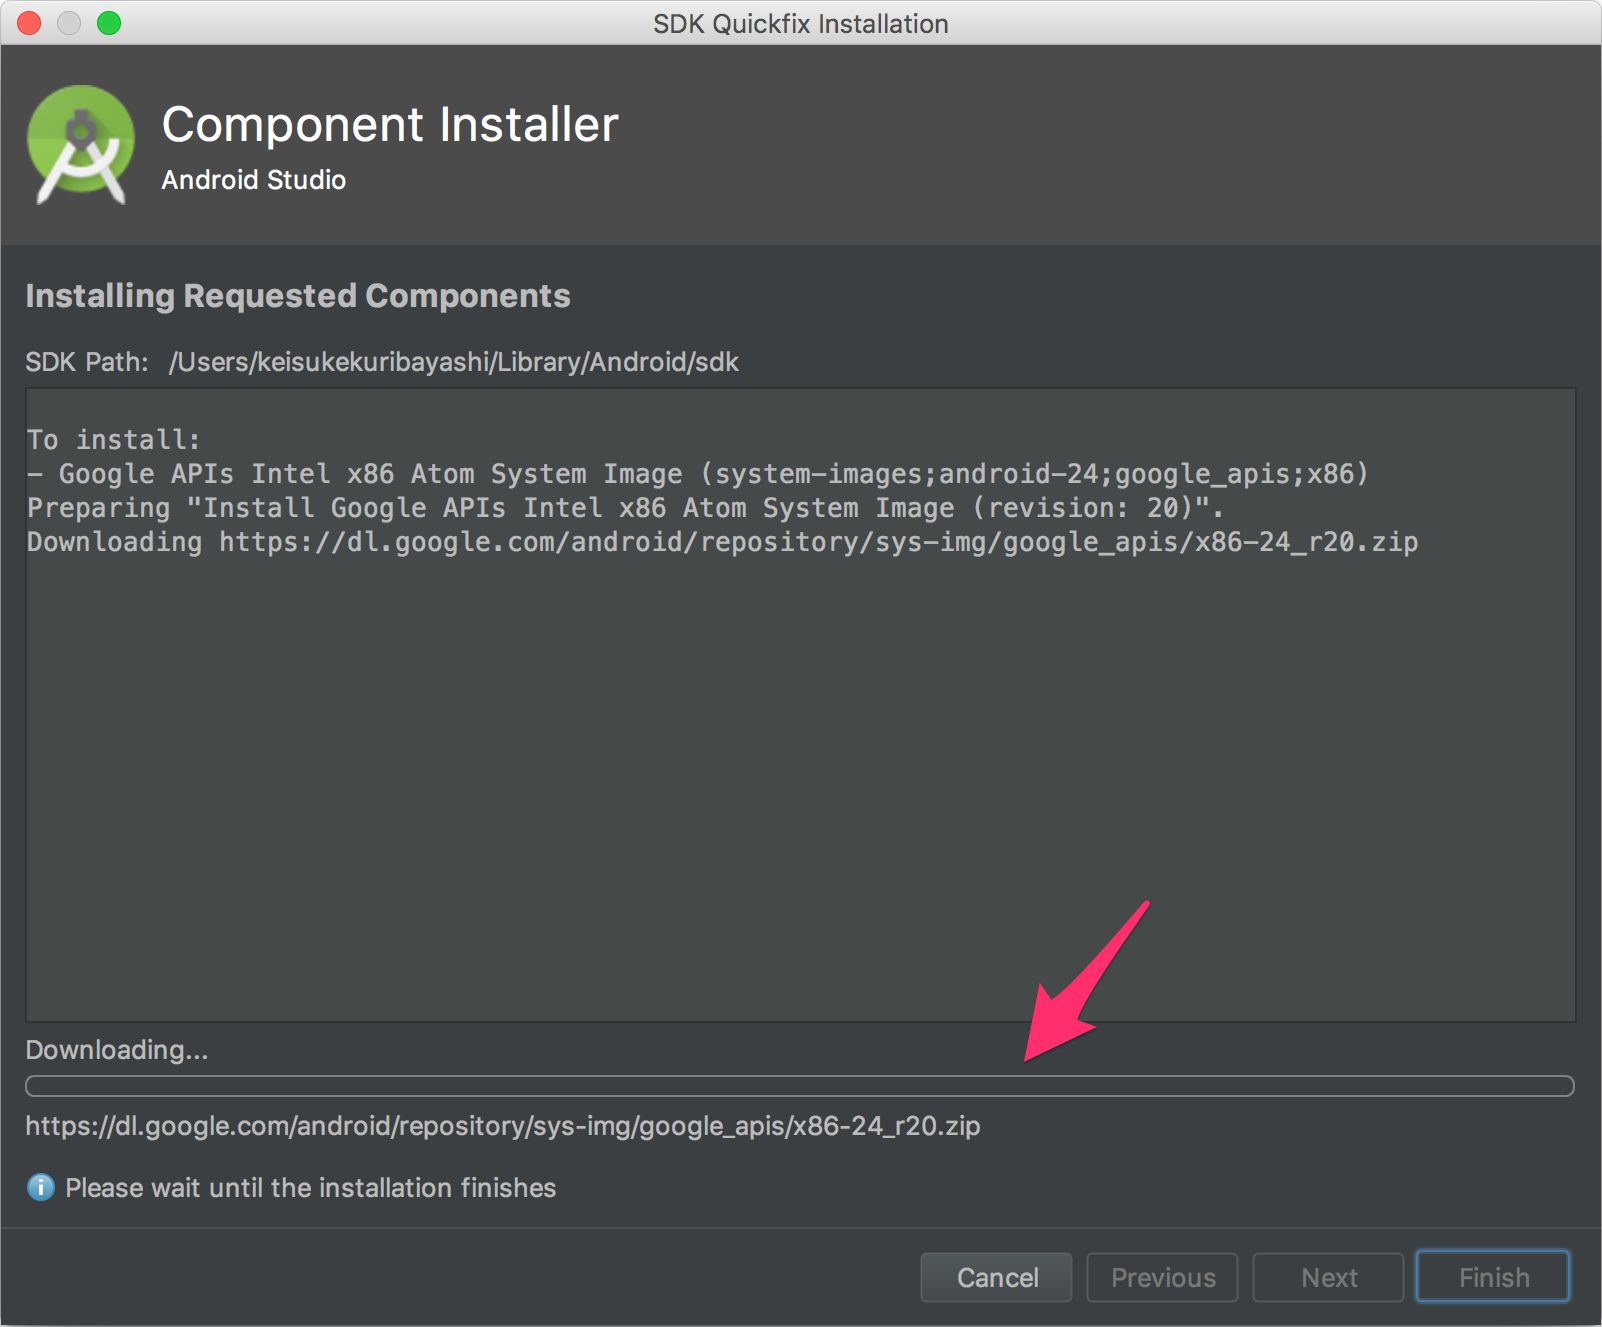 SDK Quickfix Installation
Component Installer
Android Studio
Installing Requested Components
SDK Path: /Users/keisukekuribayashi/Library/Android/sdk
To install:
- Google APIs Intel x86 Atom System Image (system-images;android-24;google_apis;x86)
Preparing "Install Google APIs Intel x86 Atom System Image (revision: 20)".
Downloading https://dl.google.com/android/repository/sys-img/google_apis/x86-24_r20.zip
Downloading...
https://dl.google.com/android/repository/sys-img/google_apis/x86-24_r20.zip
Please wait until the installation finishes
Cancel Previous Next Finish